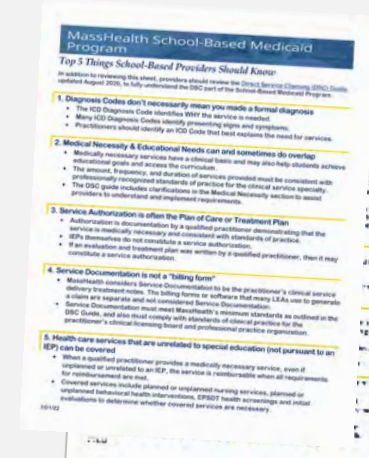 MassHealth School-Based Medicaid
Program
Top 5 Things School-Based Providers Should Know
In addition to reviewing this sheet, providers should review the Direct Service Claiming (DSC) Guide,
updated August 2020, to fully understand the DSC part of the School-Based Medicaid Program.
1. Diagnosis Codes don't necessarily mean you made a formal diagnosis
• The ICD Diagnosis Code identifies WHY the service is needed.
• Many ICD Diagnosis Codes identify presenting signs and symptoms.
• Practitioners should identify an ICD Code that best explains the need for services.
2. Medical Necessity & Educational Needs can and sometimes do overlap
• Medically necessary services have a clinical basis and may also help students achieve
educational goals and access the curriculum.
• The amount, frequency, and duration of services provided must be consistent with
professionally recognized standards of practice for the clinical service specialty.
• The DSC guide includes clarifications in the Medical Necessity section to assist
providers to understand and implement requirements.
3. Service Authorization is often the Plan of Care or Treatment Plan
• Authorization is documentation by a qualified practitioner demonstrating that the
service is medically necessary and consistent with standards of practice.
• IEPs themselves do not constitute a service authorization.
• If an evaluation and treatment plan was written by a qualified practitioner, then it may
constitute a service authorization.
4. Service Documentation is not a "billing form"
• MassHealth considers Service Documentation to be the practitioner's clinical service
delivery treatment notes. The billing forms or software that many LEAs use to generate
a claim are separate and not considered Service Documentation.
• Service Documentation must meet MassHealth's minimum standards as outlined in the
DSC Guide, and also must comply with standards of clinical practice for the
practitioner's clinical licensing board and professional practice organization.
5. Health care services that are unrelated to special education (not pursuant to an
IEP) can be covered
• When a qualified practitioner provides a medically necessary service, even if
unplanned or unrelated to an IEP, the service is reimbursable when all requirements
for reimbursement are met.
• Covered services include planned or unplanned nursing services, planned or
unplanned behavioral health interventions, EPSDT health screenings and initial
evaluations to determine whether covered services are necessary.